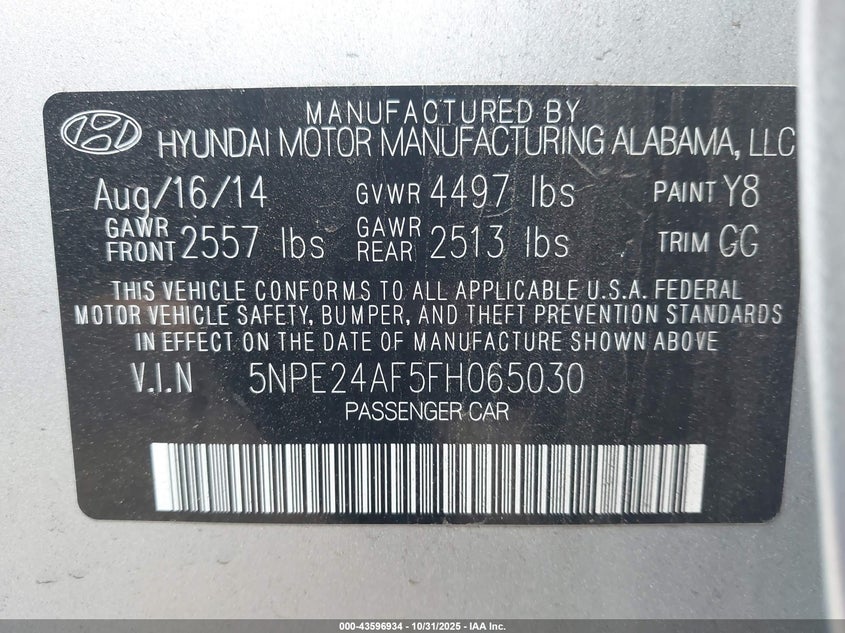 MANUFACTURED BY
HYUNDAI MOTOR MANUFACTURING ALABAMA, LLC
Aug/16/14 GVWR 4497 lbs PAINT Y8
GAWR FRONT 2557 lbs GAWR REAR 2513 lbs TRIM GG
THIS VEHICLE CONFORMS TO ALL APPLICABLE U.S.A. FEDERAL
MOTOR VEHICLE SAFETY, BUMPER, AND THEFT PREVENTION STANDARDS
IN EFFECT ON THE DATE OF MANUFACTURE SHOWN ABOVE
V.I.N 5NPE24AF5FH065030
PASSENGER CAR
000-43596934 - 10/31/2025 - IAA Inc.